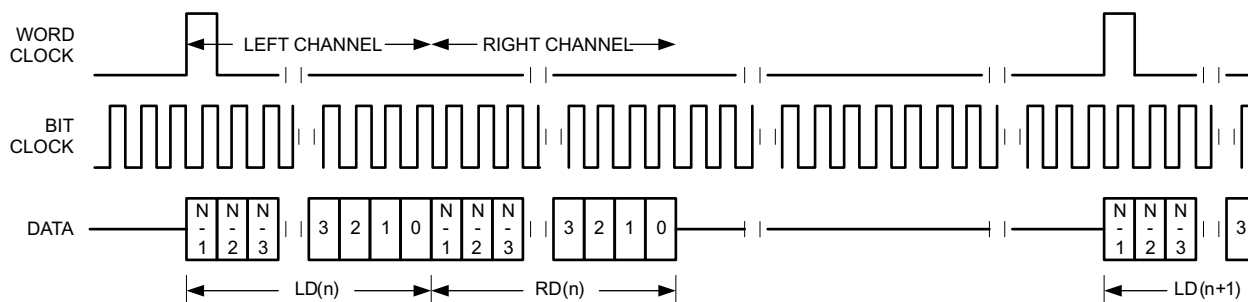 WORD
CLOCK
LEFT CHANNEL
RIGHT CHANNEL
BIT
CLOCK
DATA
N-1 N-2 N-3 3 2 1 0 N-1 N-2 N-3 3 2 1 0 N-1 N-2 N-3 3
LD(n)
RD(n)
LD(n+1)